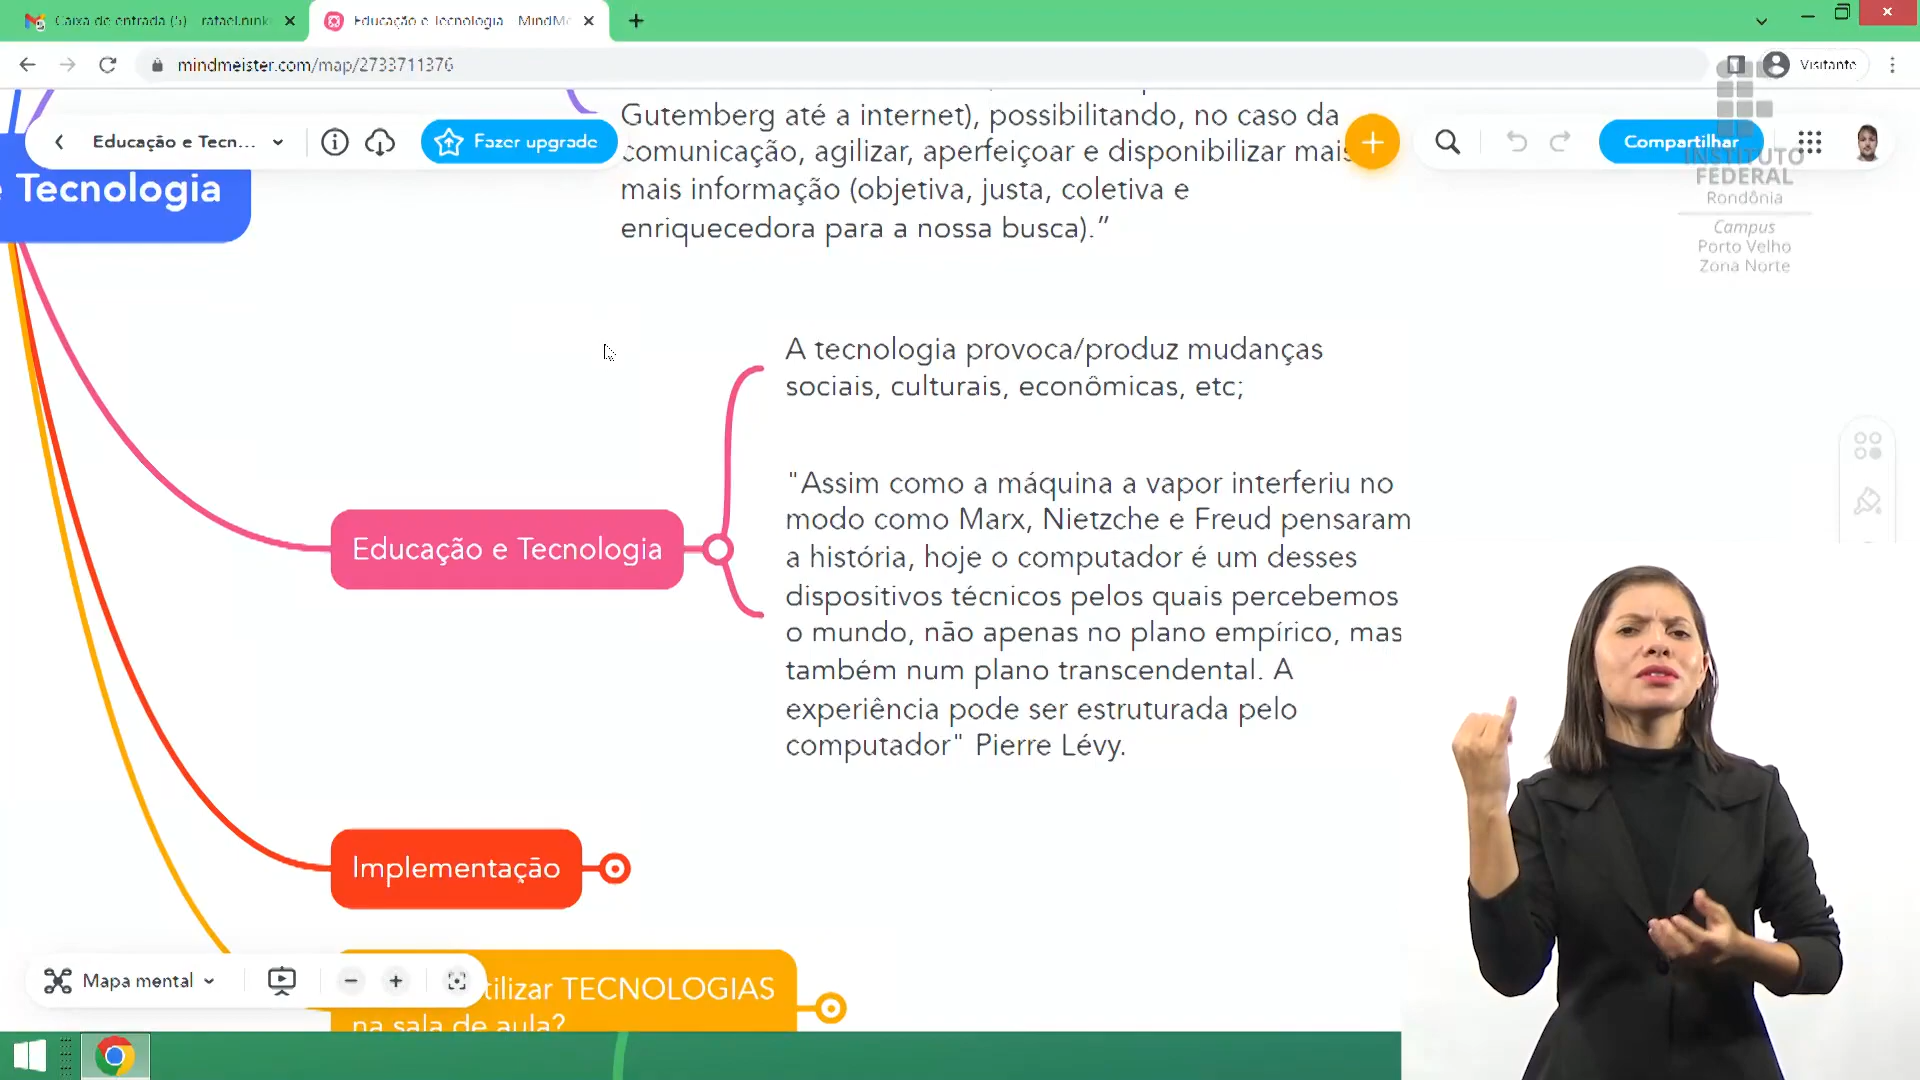 Caixa de entrada (5) - rafael.nink
Educação e Tecnologia - MindMe
mindmeister.com/map/2733711376
Visitante
Educação e Tecn...
Fazer upgrade
Compartilhar
Tecnologia
Gutemberg até a internet), possibilitando, no caso da
comunicação, agilizar, aperfeiçoar e disponibilizar mais
mais informação (objetiva, justa, coletiva e
enriquecedora para a nossa busca).”
INSTITUTO
FEDERAL
Rondônia
Campus
Porto Velho
Zona Norte
A tecnologia provoca/produz mudanças
sociais, culturais, econômicas, etc;
Educação e Tecnologia
"Assim como a máquina a vapor interferiu no
modo como Marx, Nietzche e Freud pensaram
a história, hoje o computador é um desses
dispositivos técnicos pelos quais percebemos
o mundo, não apenas no plano empírico, mas
também num plano transcendental. A
experiência pode ser estruturada pelo
computador" Pierre Lévy.
Implementação
tilizar TECNOLOGIAS
na sala de aula?
Mapa mental